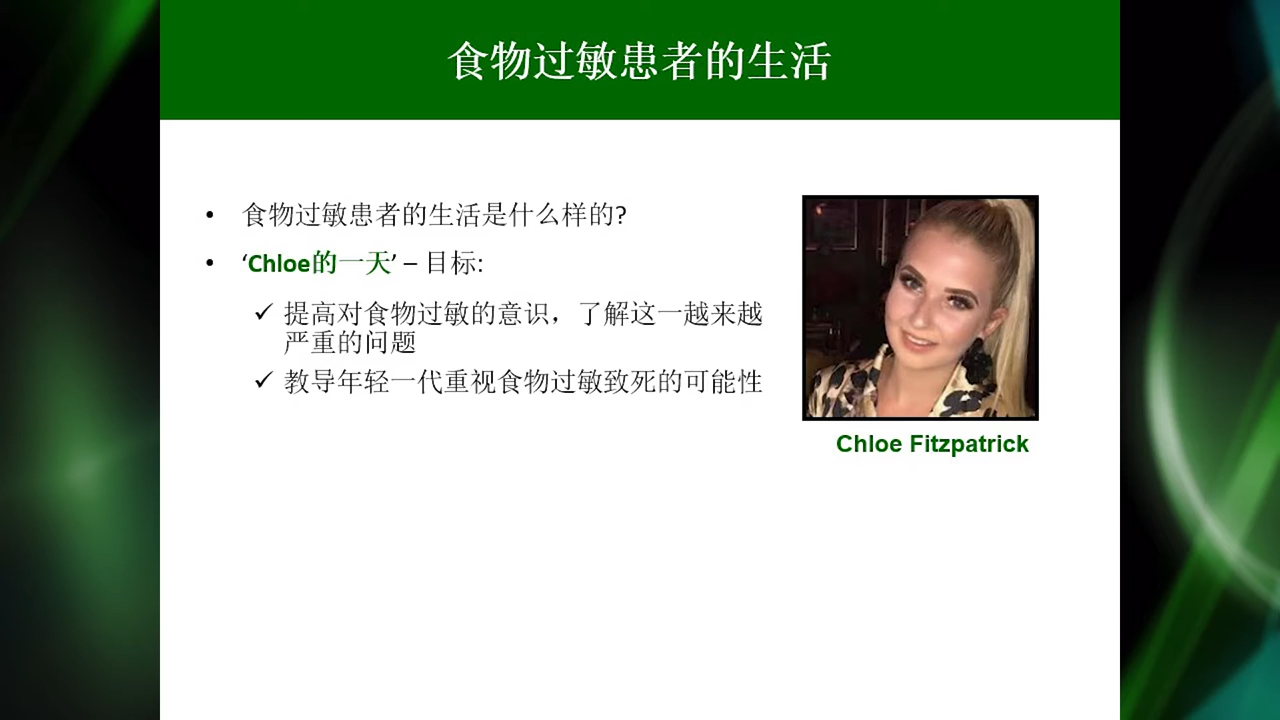 食物过敏患者的生活
• 食物过敏患者的生活是什么样的?
• ‘Chloe的一天’ – 目标:
✓ 提高对食物过敏的意识，了解这一越来越
严重的问题
✓ 教导年轻一代重视食物过敏致死的可能性
Chloe Fitzpatrick